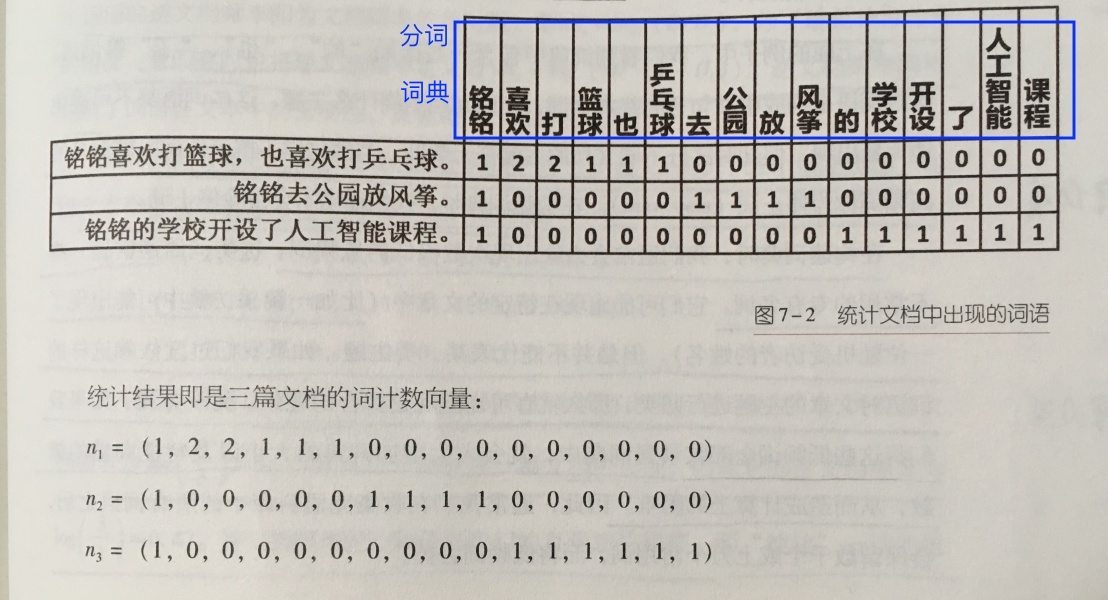 分词
词典
铭铭 喜欢 打 篮球 也 乒乓球 去 公园 放 风筝 的 学校 开设 了 人工智能 课程
铭铭喜欢打篮球，也喜欢打乒乓球。 1 2 2 1 1 1 0 0 0 0 0 0 0 0 0 0
铭铭去公园放风筝。 1 0 0 0 0 0 1 1 1 1 0 0 0 0 0 0
铭铭的学校开设了人工智能课程。 1 0 0 0 0 0 0 0 0 0 1 1 1 1 1 1
图7-2 统计文档中出现的词语
统计结果即是三篇文档的词计数向量：
n₁ =（1，2，2，1，1，1，0，0，0，0，0，0，0，0，0，0）
n₂ =（1，0，0，0，0，0，1，1，1，1，0，0，0，0，0，0）
n₃ =（1，0，0，0，0，0，0，0，0，0，1，1，1，1，1，1）